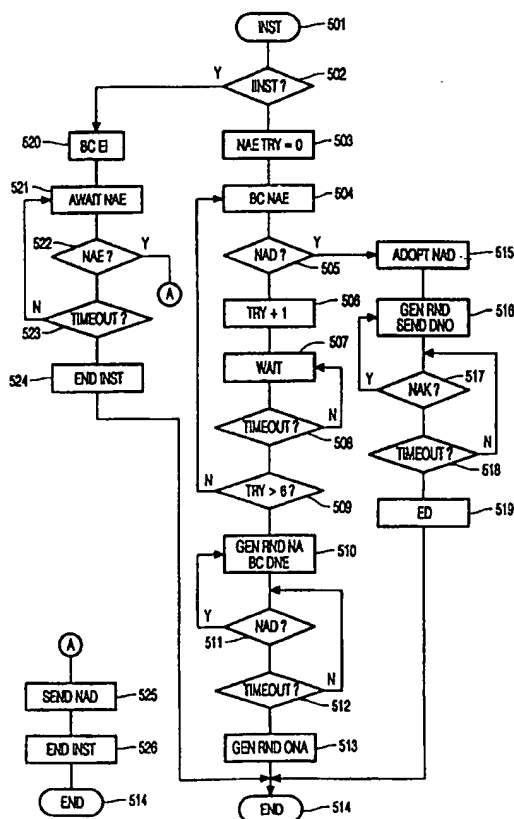 INST
501
Y
IINST ?
502
520
BC EI
NAE TRY = 0
503
521
AWAIT NAE
BC NAE
504
522
NAE ?
Y
A
NAD ?
505
Y
ADOPT NAD
515
N
TIMEOUT ?
523
TRY + 1
506
GEN RND
SEND DNO
516
524
END INST
WAIT
507
Y
NAK ?
517
TIMEOUT ?
N
508
TIMEOUT ?
N
518
N
TRY > 6 ?
509
ED
519
GEN RND NA
BC DNE
510
Y
NAD ?
511
A
TIMEOUT ?
N
512
SEND NAD
525
GEN RND ONA
513
END INST
526
END
514
END
514